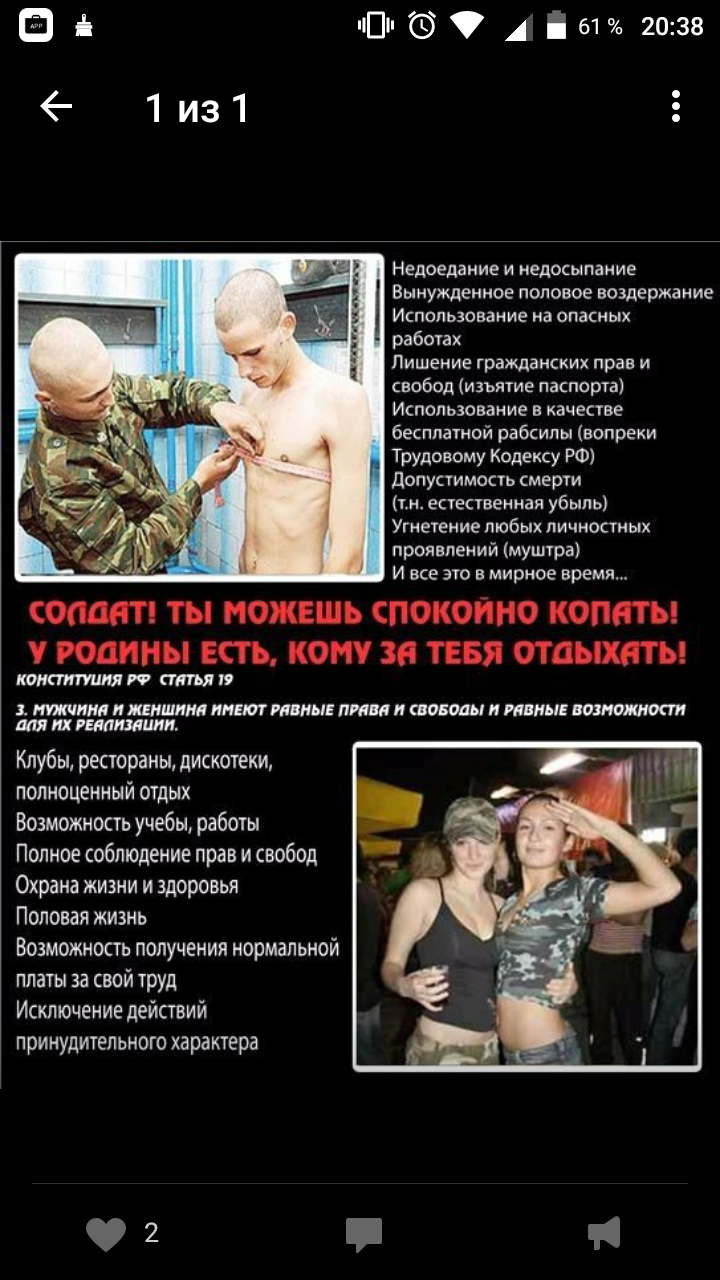 APP
61 % 20:38
1 из 1
Недоедание и недосыпание
Вынужденное половое воздержание
Использование на опасных
работах
Лишение гражданских прав и
свобод (изъятие паспорта)
Использование в качестве
бесплатной рабсилы (вопреки
Трудовому Кодексу РФ)
Допустимость смерти
(т.н. естественная убыль)
Угнетение любых личностных
проявлений (муштра)
И все это в мирное время...
СОЛДАТ! ТЫ МОЖЕШЬ СПОКОЙНО КОПАТЬ!
У РОДИНЫ ЕСТЬ, КОМУ ЗА ТЕБЯ ОТДЫХАТЬ!
КОНСТИТУЦИЯ РФ СТАТЬЯ 19
3. МУЖЧИНА И ЖЕНЩИНА ИМЕЮТ РАВНЫЕ ПРАВА И СВОБОДЫ И РАВНЫЕ ВОЗМОЖНОСТИ
ДЛЯ ИХ РЕАЛИЗАЦИИ.
Клубы, рестораны, дискотеки,
полноценный отдых
Возможность учебы, работы
Полное соблюдение прав и свобод
Охрана жизни и здоровья
Половая жизнь
Возможность получения нормальной
платы за свой труд
Исключение действий
принудительного характера
2